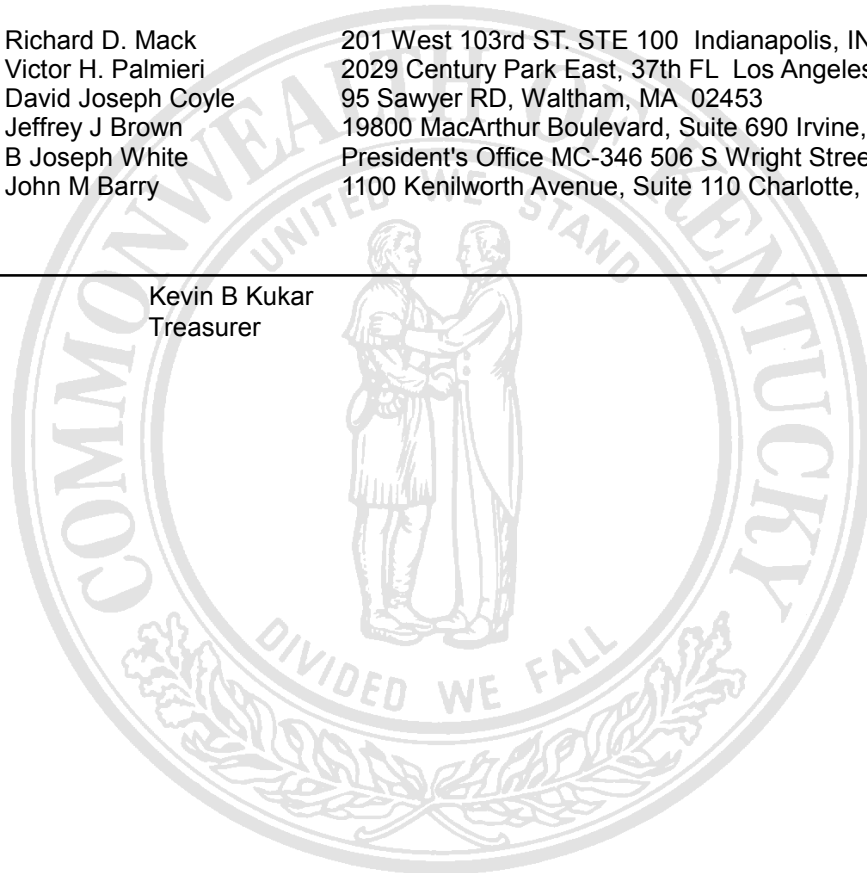 Richard D. Mack 201 West 103rd ST. STE 100 Indianapolis, IN
Victor H. Palmieri 2029 Century Park East, 37th FL Los Angeles
David Joseph Coyle 95 Sawyer RD, Waltham, MA 02453
Jeffrey J Brown 19800 MacArthur Boulevard, Suite 690 Irvine,
B Joseph White President's Office MC-346 506 S Wright Stree
John M Barry 1100 Kenilworth Avenue, Suite 110 Charlotte,
Kevin B Kukar
Treasurer
COMMONWEALTH OF KENTUCKY
UNITED WE STAND
DIVIDED WE FALL